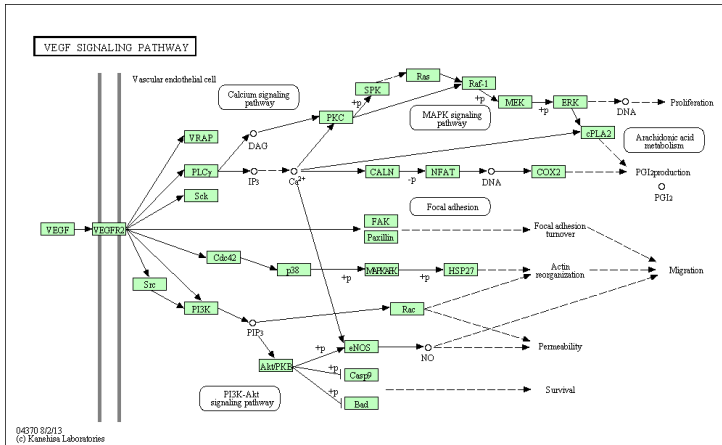 VEGF SIGNALING PATHWAY
Vascular endothelial cell
Calcium signaling
pathway
SPK
Ras
Raf-1
+p
+p
+p
MEK
ERK
DNA
Proliferation
PKC
MAPK signaling
pathway
VRAP
DAG
cPLA2
Arachidonic acid
metabolism
PLCγ
IP3
Ca2+
CALN
-p
NFAT
DNA
COX2
PGI2production
PGI2
Sck
Focal adhesion
VEGF
VEGFR2
FAK
Paxillin
Focal adhesion
turnover
Cdc42
p38
+p
MAPKAPK
+p
HSP27
Actin
reorganization
Migration
Src
PI3K
PIP3
Rac
+p
eNOS
NO
Permeability
Akt/PKB
+p
Casp9
+p
Bad
Survival
PI3K-Akt
signaling pathway
04370 8/2/13
(c) Kanehisa Laboratories